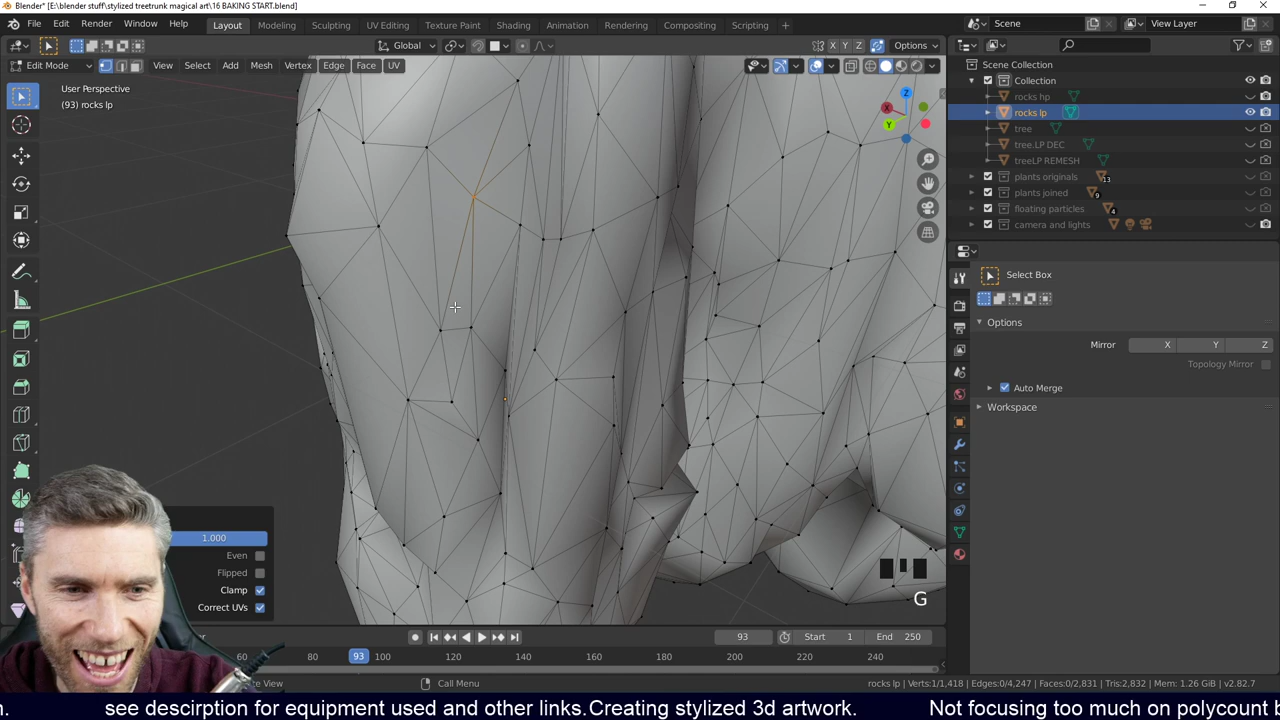 Blender* [E:\blender stuff\stylized treetrunk magical art\16 BAKING START.blend]
File Edit Render Window Help
Layout Modeling Sculpting UV Editing Texture Paint Shading Animation Rendering Compositing Scripting +
Scene
View Layer
Global
X Y Z
Options
Edit Mode
View Select Add Mesh Vertex Edge Face UV
User Perspective
(93) rocks lp
Z
X
Y
Scene Collection
Collection
rocks hp
rocks lp
tree
tree.LP DEC
treeLP REMESH
plants originals 13
plants joined 9
floating particles 4
camera and lights
Select Box
Options
Mirror X Y Z
Topology Mirror
Auto Merge
Workspace
1.000
Even
Flipped
Clamp
Correct UVs
G
93
Start 1
End 250
60 80 93 100 120 140 160 180 200 220 240
Call Menu
rocks lp | Verts:1/1,418 | Edges:0/4,247 | Faces:0/2,831 | Tris:2,832 | Mem: 1.26 GiB | v2.82.7
see descirption for equipment used and other links.Creating stylized 3d artwork.
Not focusing too much on polycount